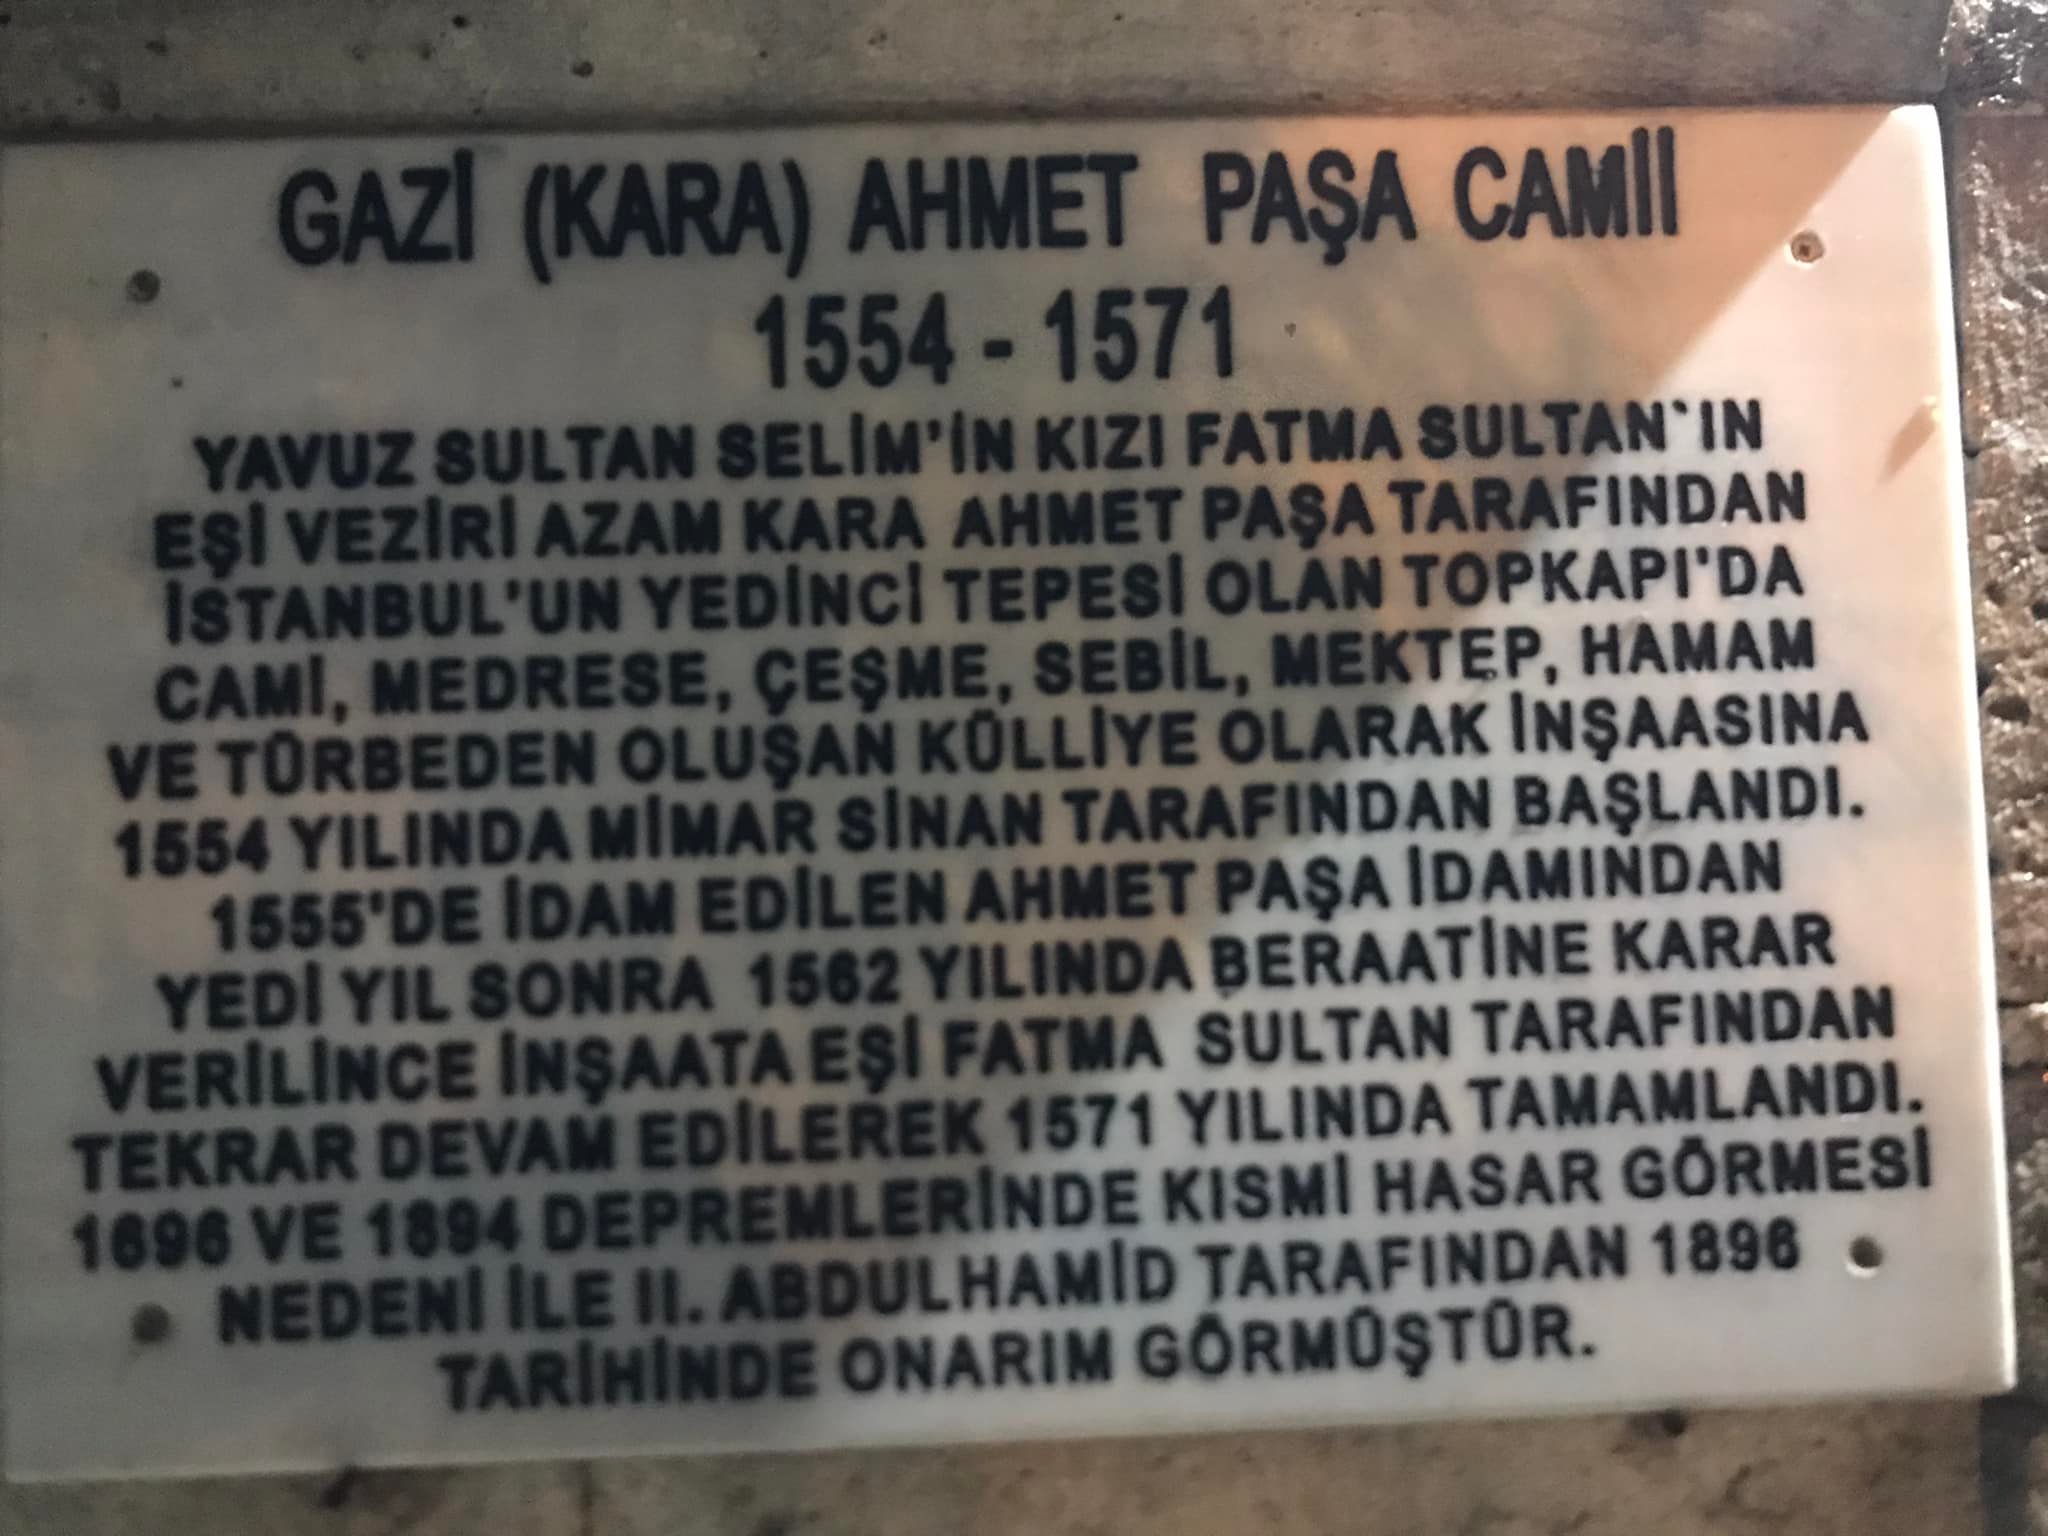 GAZİ (KARA) AHMET PAŞA CAMİİ
1554 - 1571
YAVUZ SULTAN SELİM'İN KIZI FATMA SULTAN`IN
EŞİ VEZİRİ AZAM KARA AHMET PAŞA TARAFINDAN
İSTANBUL'UN YEDİNCİ TEPESİ OLAN TOPKAPI'DA
CAMİ, MEDRESE, ÇEŞME, SEBİL, MEKTEP, HAMAM
VE TÜRBEDEN OLUŞAN KÜLLİYE OLARAK İNŞAASINA
1554 YILINDA MİMAR SİNAN TARAFINDAN BAŞLANDI.
1555'DE İDAM EDİLEN AHMET PAŞA İDAMINDAN
YEDİ YIL SONRA 1562 YILINDA BERAATİNE KARAR
VERİLİNCE İNŞAATA EŞİ FATMA SULTAN TARAFINDAN
TEKRAR DEVAM EDİLEREK 1571 YILINDA TAMAMLANDI.
1696 VE 1894 DEPREMLERİNDE KISMİ HASAR GÖRMESİ
NEDENİ İLE II. ABDULHAMİD TARAFINDAN 1896
TARİHİNDE ONARIM GÖRMÜŞTÜR.